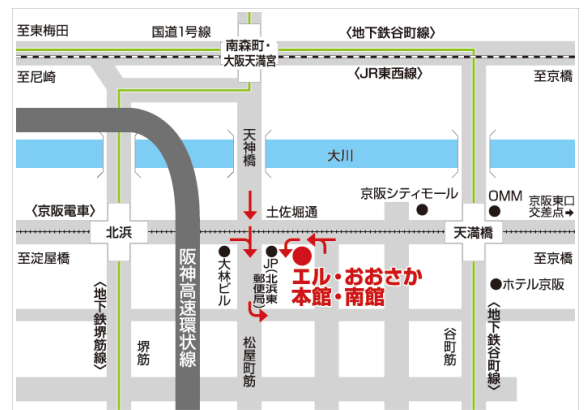 至東梅田
国道1号線
南森町・
大阪天満宮
〈地下鉄谷町線〉
至尼崎
〈JR東西線〉
至京橋
天神橋
大川
京阪シティモール
OMM
京阪東口
交差点→
〈京阪電車〉
北浜
土佐堀通
天満橋
至淀屋橋
至京橋
阪神高速環状線
大林ビル
JP(北浜東
郵便局)
エル・おおさか
本館・南館
ホテル京阪
〈地下鉄堺筋線〉
堺筋
松屋町筋
谷町筋
〈地下鉄谷町線〉